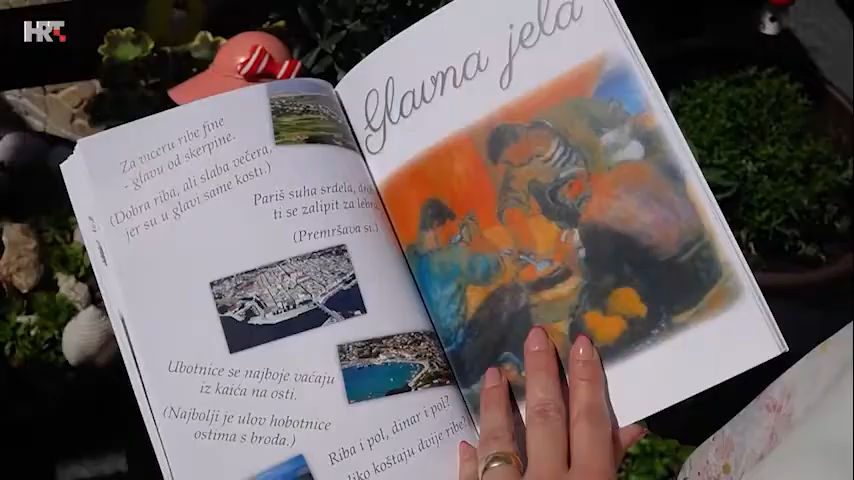 HRT
Za viceru ribe fine
- glavu od skerpine.
(Dobra riba, ali slaba večera,
jer su u glavi same kosti.)
Pariš suha srdela,
ti se zalipit za
(Premršava si.)
Ubotnice se najboje vaćaju
iz kaića na osti.
(Najbolji je ulov hobotnice
ostima s broda.)
Riba i pol, dinar i pol?
koštaju dvije ribe?
Glavna jela